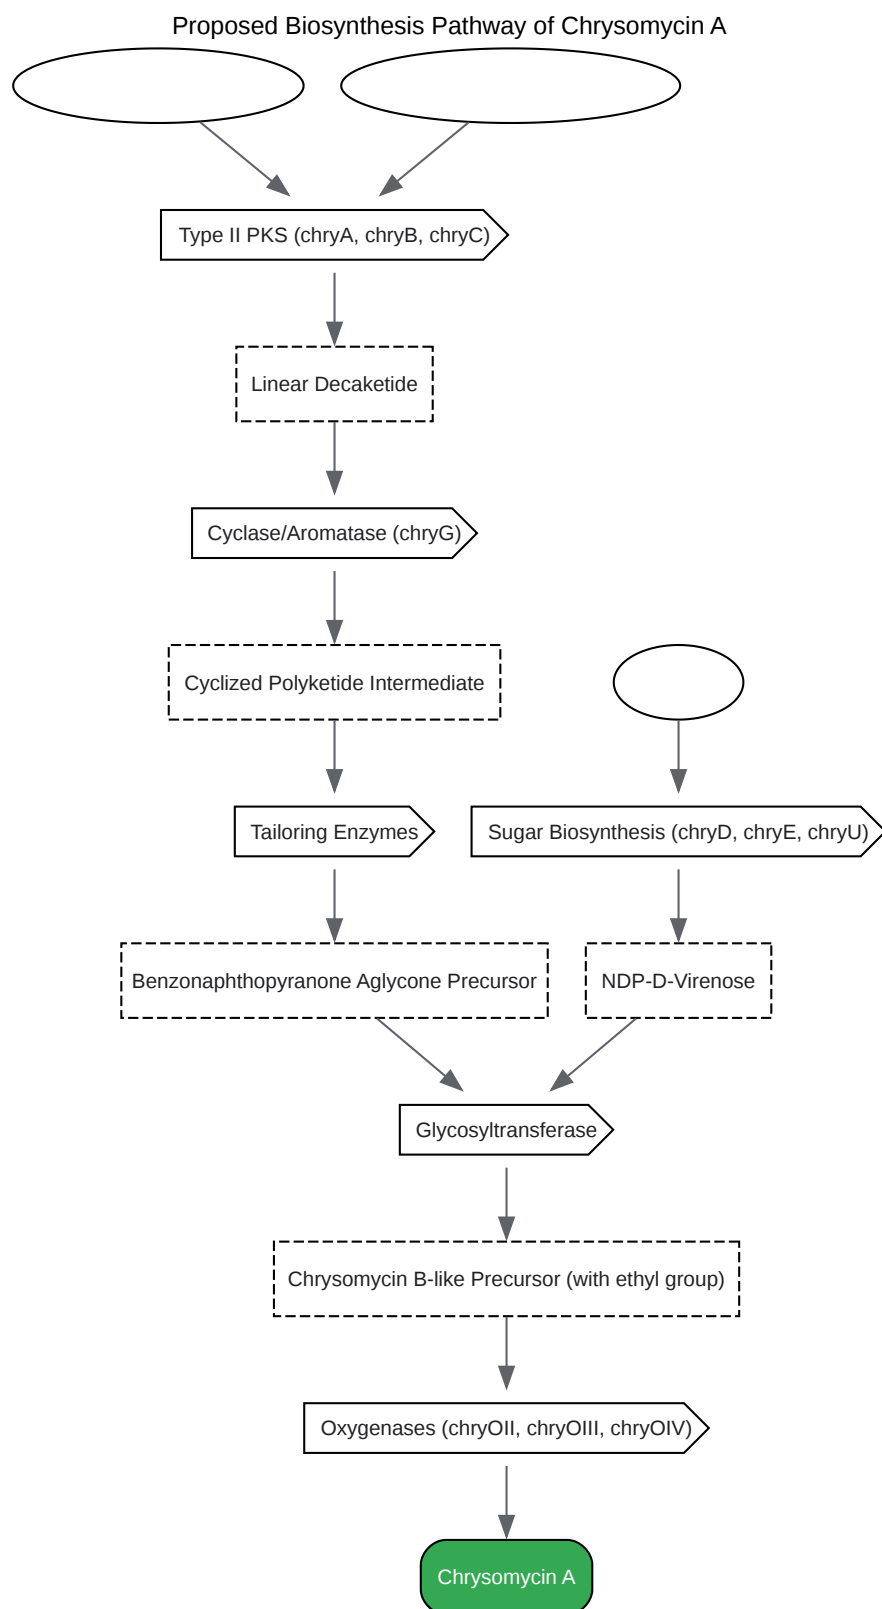 Proposed Biosynthesis Pathway of Chrysomycin A
Type II PKS (chryA, chryB, chryC)
Linear Decaketide
Cyclase/Aromatase (chryG)
Cyclized Polyketide Intermediate
Tailoring Enzymes
Sugar Biosynthesis (chryD, chryE, chryU)
Benzonaphthopyranone Aglycone Precursor
NDP-D-Virenose
Glycosyltransferase
Chrysomycin B-like Precursor (with ethyl group)
Oxygenases (chryOII, chryOIII, chryOIV)
Chrysomycin A